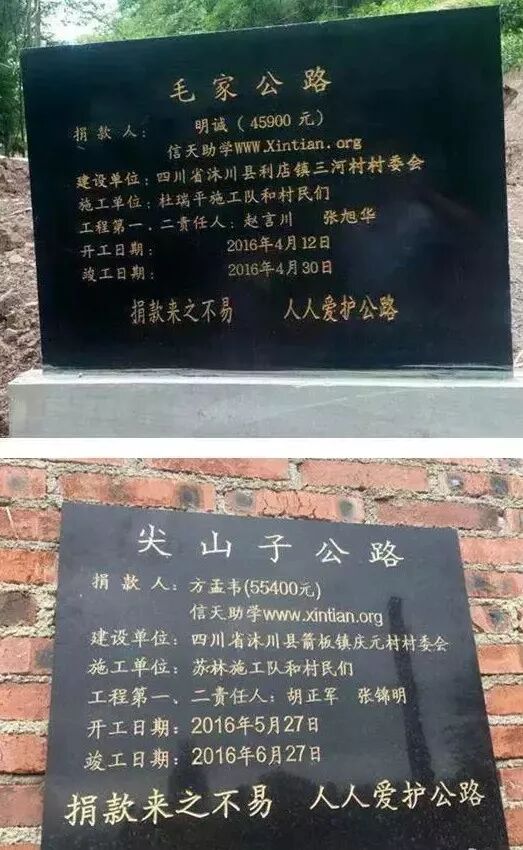 毛家公路
捐款人： 明诚（45900元）
信天助学WWW.Xintian.org
建设单位：四川省沐川县利店镇三河村村委会
施工单位：杜瑞平施工队和村民们
工程第一、二责任人：赵言川 张旭华
开工日期： 2016年4月12日
竣工日期： 2016年4月30日
捐款来之不易 人人爱护公路
尖山子公路
捐款人：方孟韦(55400元)
信天助学www.xintian.org
建设单位：四川省沐川县箭板镇庆元村村委会
施工单位：苏林施工队和村民们
工程第一、二责任人：胡正军 张锦明
开工日期：2016年5月27日
竣工日期：2016年6月27日
捐款来之不易 人人爱护公路